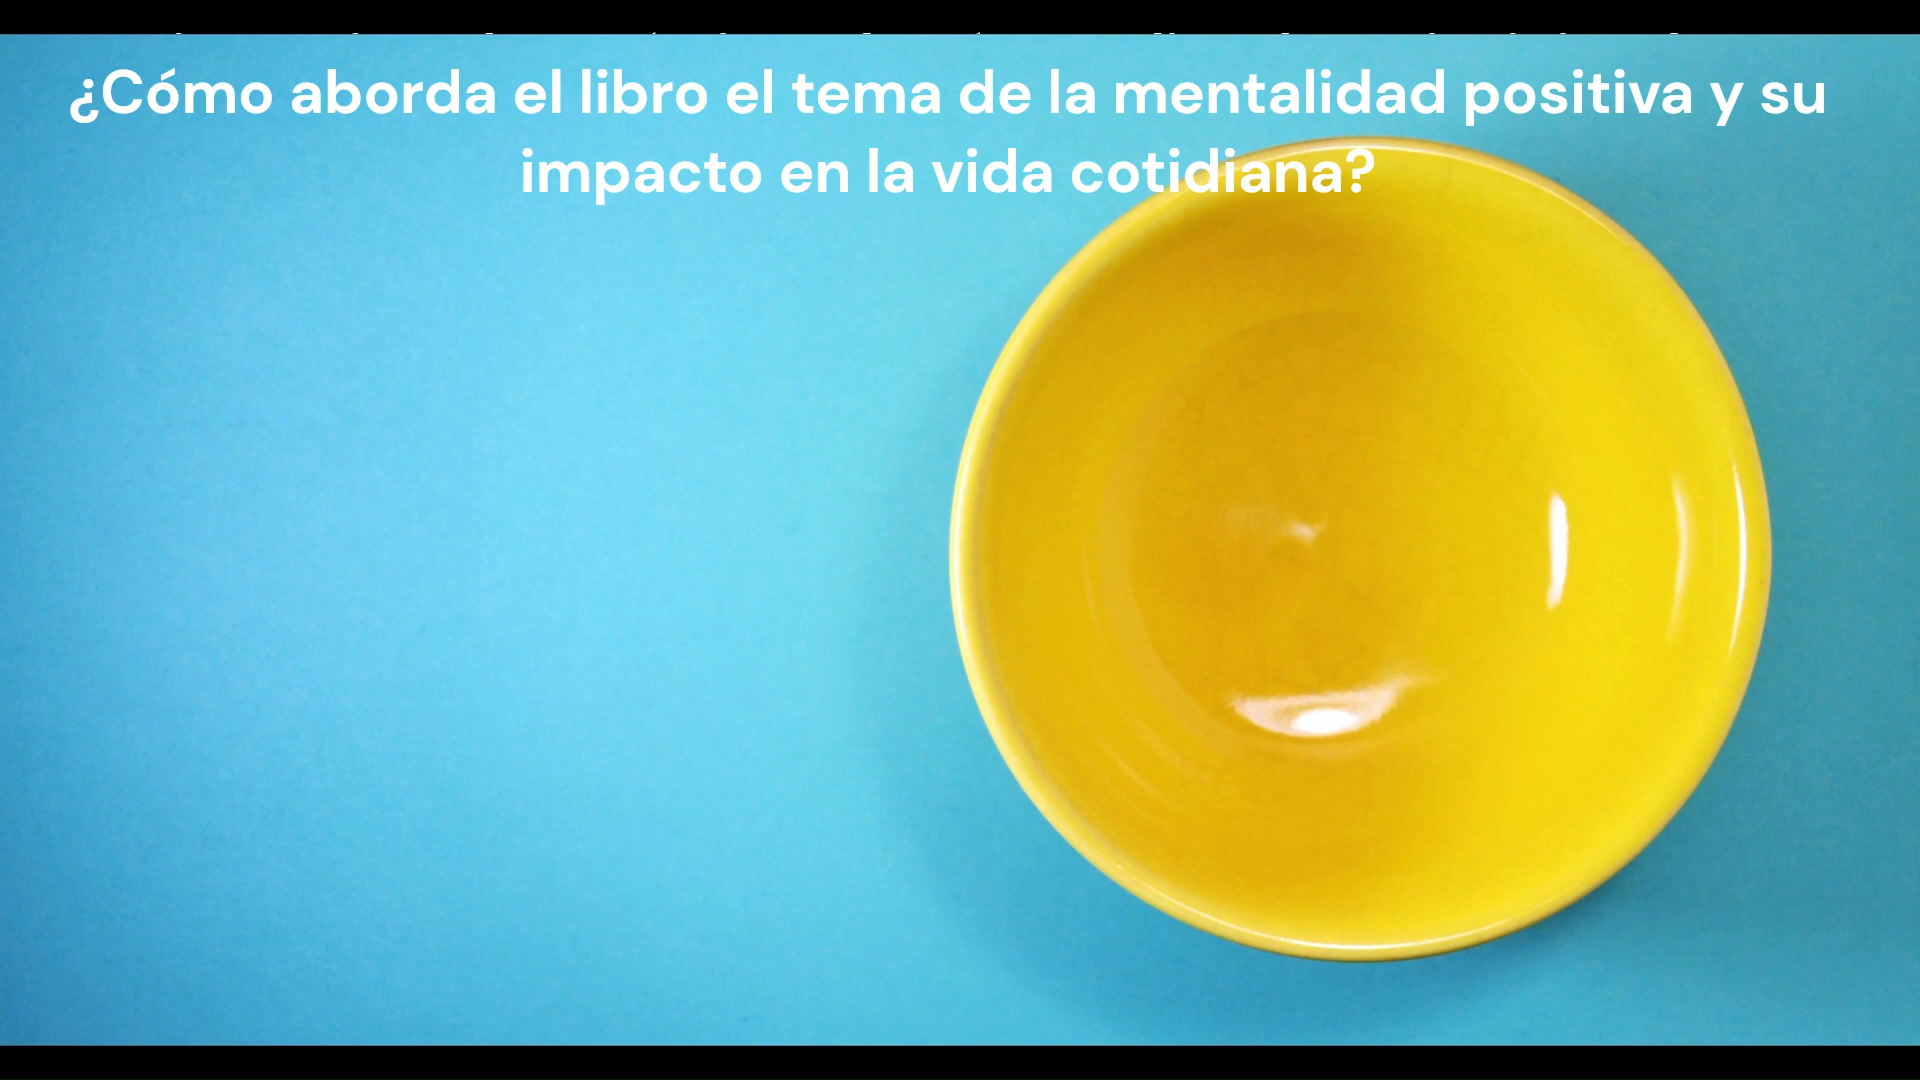 ¿Cómo aborda el libro el tema de la mentalidad positiva y su
impacto en la vida cotidiana?